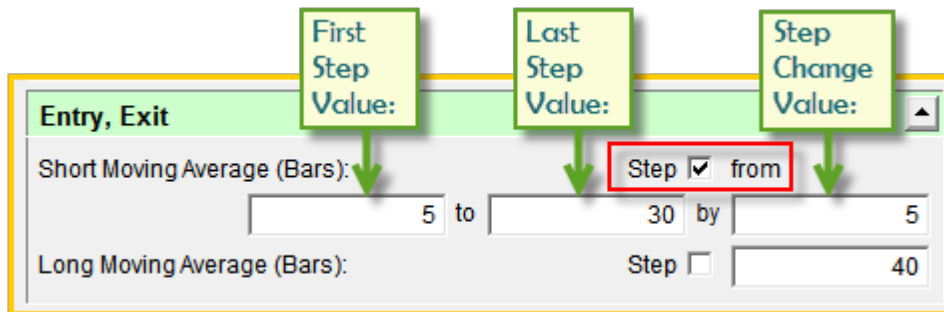 First
Step
Value:
Last
Step
Value:
Step
Change
Value:
Entry, Exit
Short Moving Average (Bars): Step from
5 to 30 by 5
Long Moving Average (Bars): Step 40